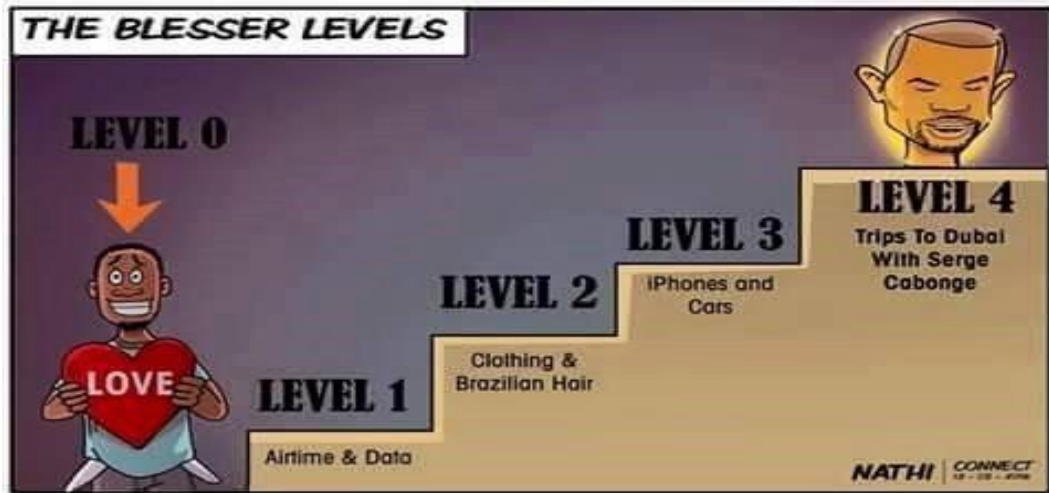 THE BLESSER LEVELS
LEVEL 0
LOVE
LEVEL 1
Airtime & Data
LEVEL 2
Clothing &
Brazilian Hair
LEVEL 3
iPhones and
Cars
LEVEL 4
Trips To Dubai
With Serge
Cabonge
NATHI | CONNECT